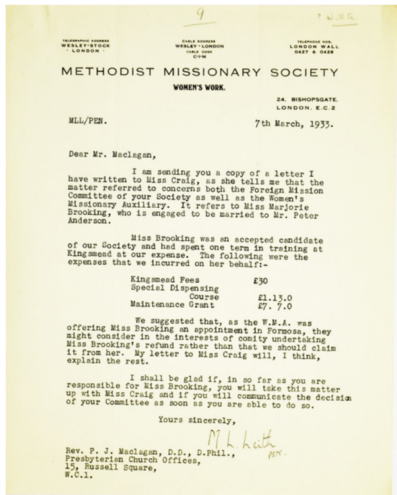 9
TELEGRAPHIC ADDRESS CABLE ADDRESS TELEPHONE NOS.
WESLEY-STOCK WESLEY-LONDON LONDON WALL
LONDON CABLE CODE 0427 & 0428
METHODIST MISSIONARY SOCIETY
WOMEN'S WORK.
24, BISHOPSGATE,
LONDON, E.C.2
MLL/PEN. 7th March, 1933.
Dear Mr. Maclagan,
I am sending you a copy of a letter I
have written to Miss Craig, as she tells me that the
matter referred to concerns both the Foreign Mission
Committee of your Society as well as the Women's
Missionary Auxiliary. It refers to Miss Marjorie
Brooking, who is engaged to be married to Mr. Peter
Anderson.
Miss Brooking was an accepted candidate
of our Society and had spent one term in training at
Kingsmead at our expense. The following were the
expenses that we incurred on her behalf:-
Kingsmead Fees £30
Special Dispensing
Course £1.13.0
Maintenance Grant £7. 7.0
We suggested that, as the W.M.A. was
offering Miss Brooking an appointment in Formosa, they
might consider in the interests of comity undertaking
Miss Brooking's refund rather than that we should claim
it from her. My letter to Miss Craig will, I think,
explain the rest.
I shall be glad if, in so far as you are
responsible for Miss Brooking, you will take this matter
up with Miss Craig and if you will communicate the decision
of your Committee as soon as you are able to do so.
Yours sincerely,
M. L. Leith
PEN.
Rev. P. J. Maclagan, D.D., D.Phil.,
Presbyterian Church Offices,
15, Russell Square,
W.C.1.